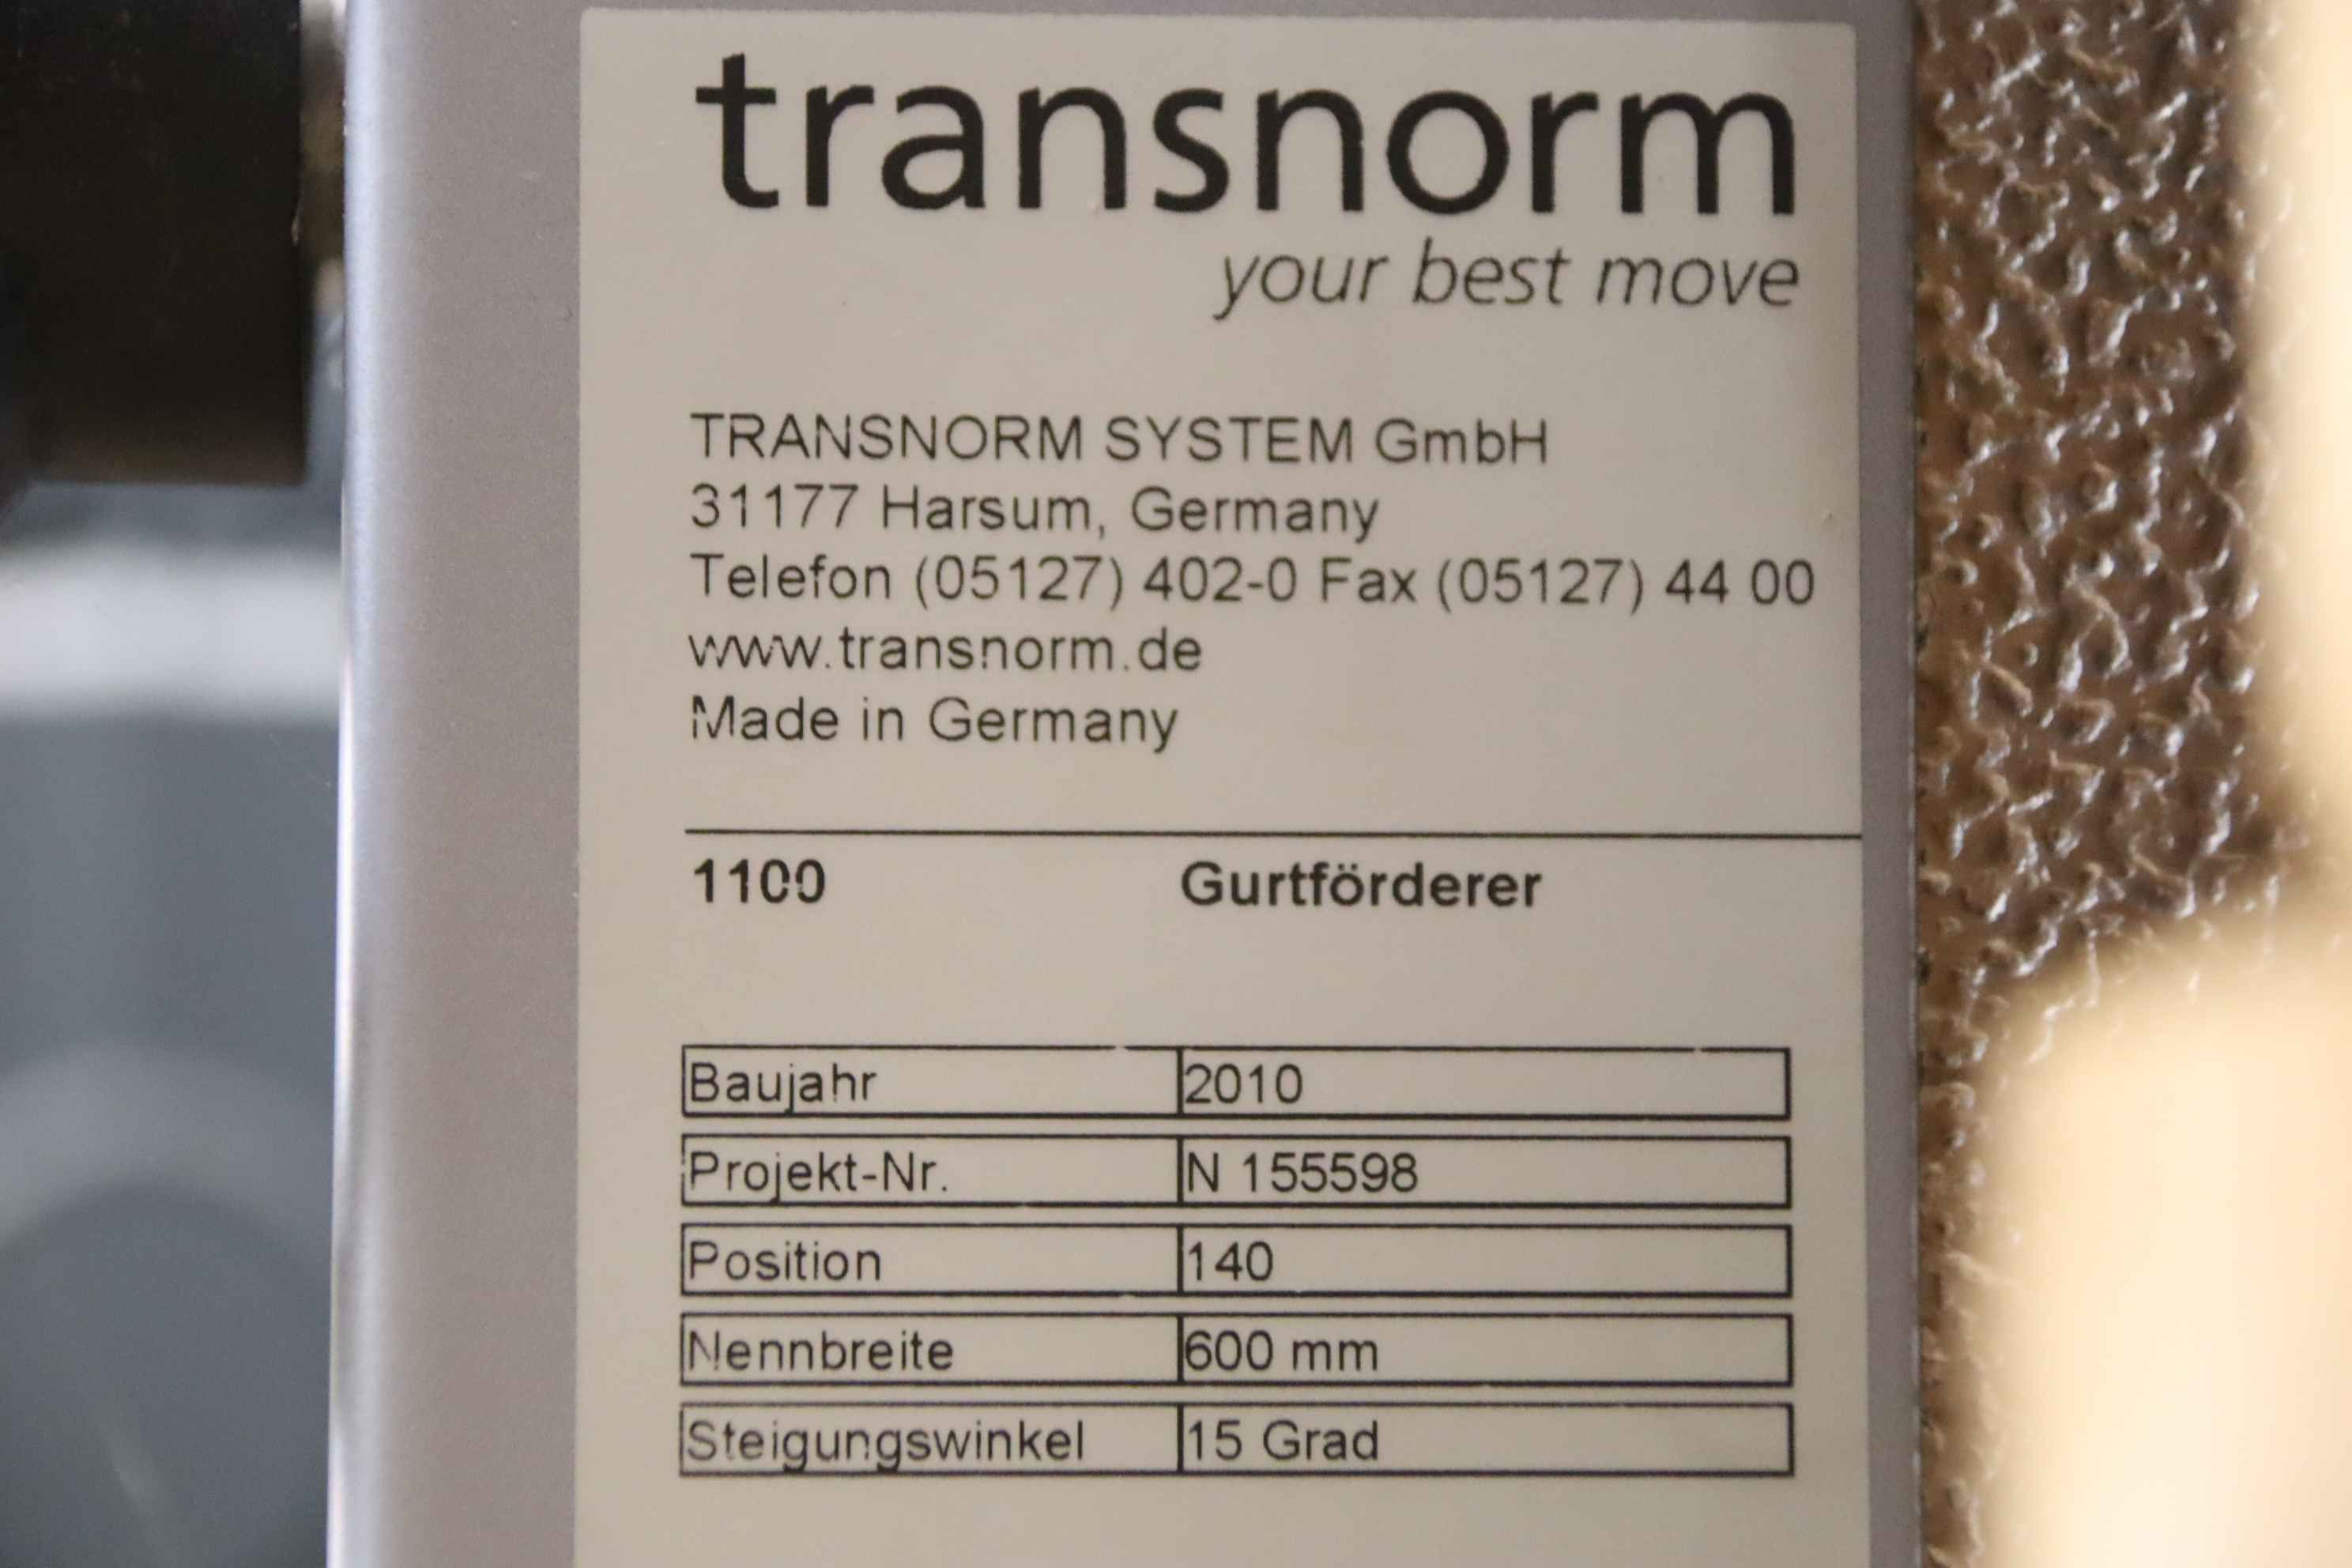 transnorm
your best move
TRANSNORM SYSTEM GmbH
31177 Harsum, Germany
Telefon (05127) 402-0 Fax (05127) 44 00
www.transnorm.de
Made in Germany
1100 Gurtförderer
Baujahr 2010
Projekt-Nr. N 155598
Position 140
Nennbreite 600 mm
Steigungswinkel 15 Grad